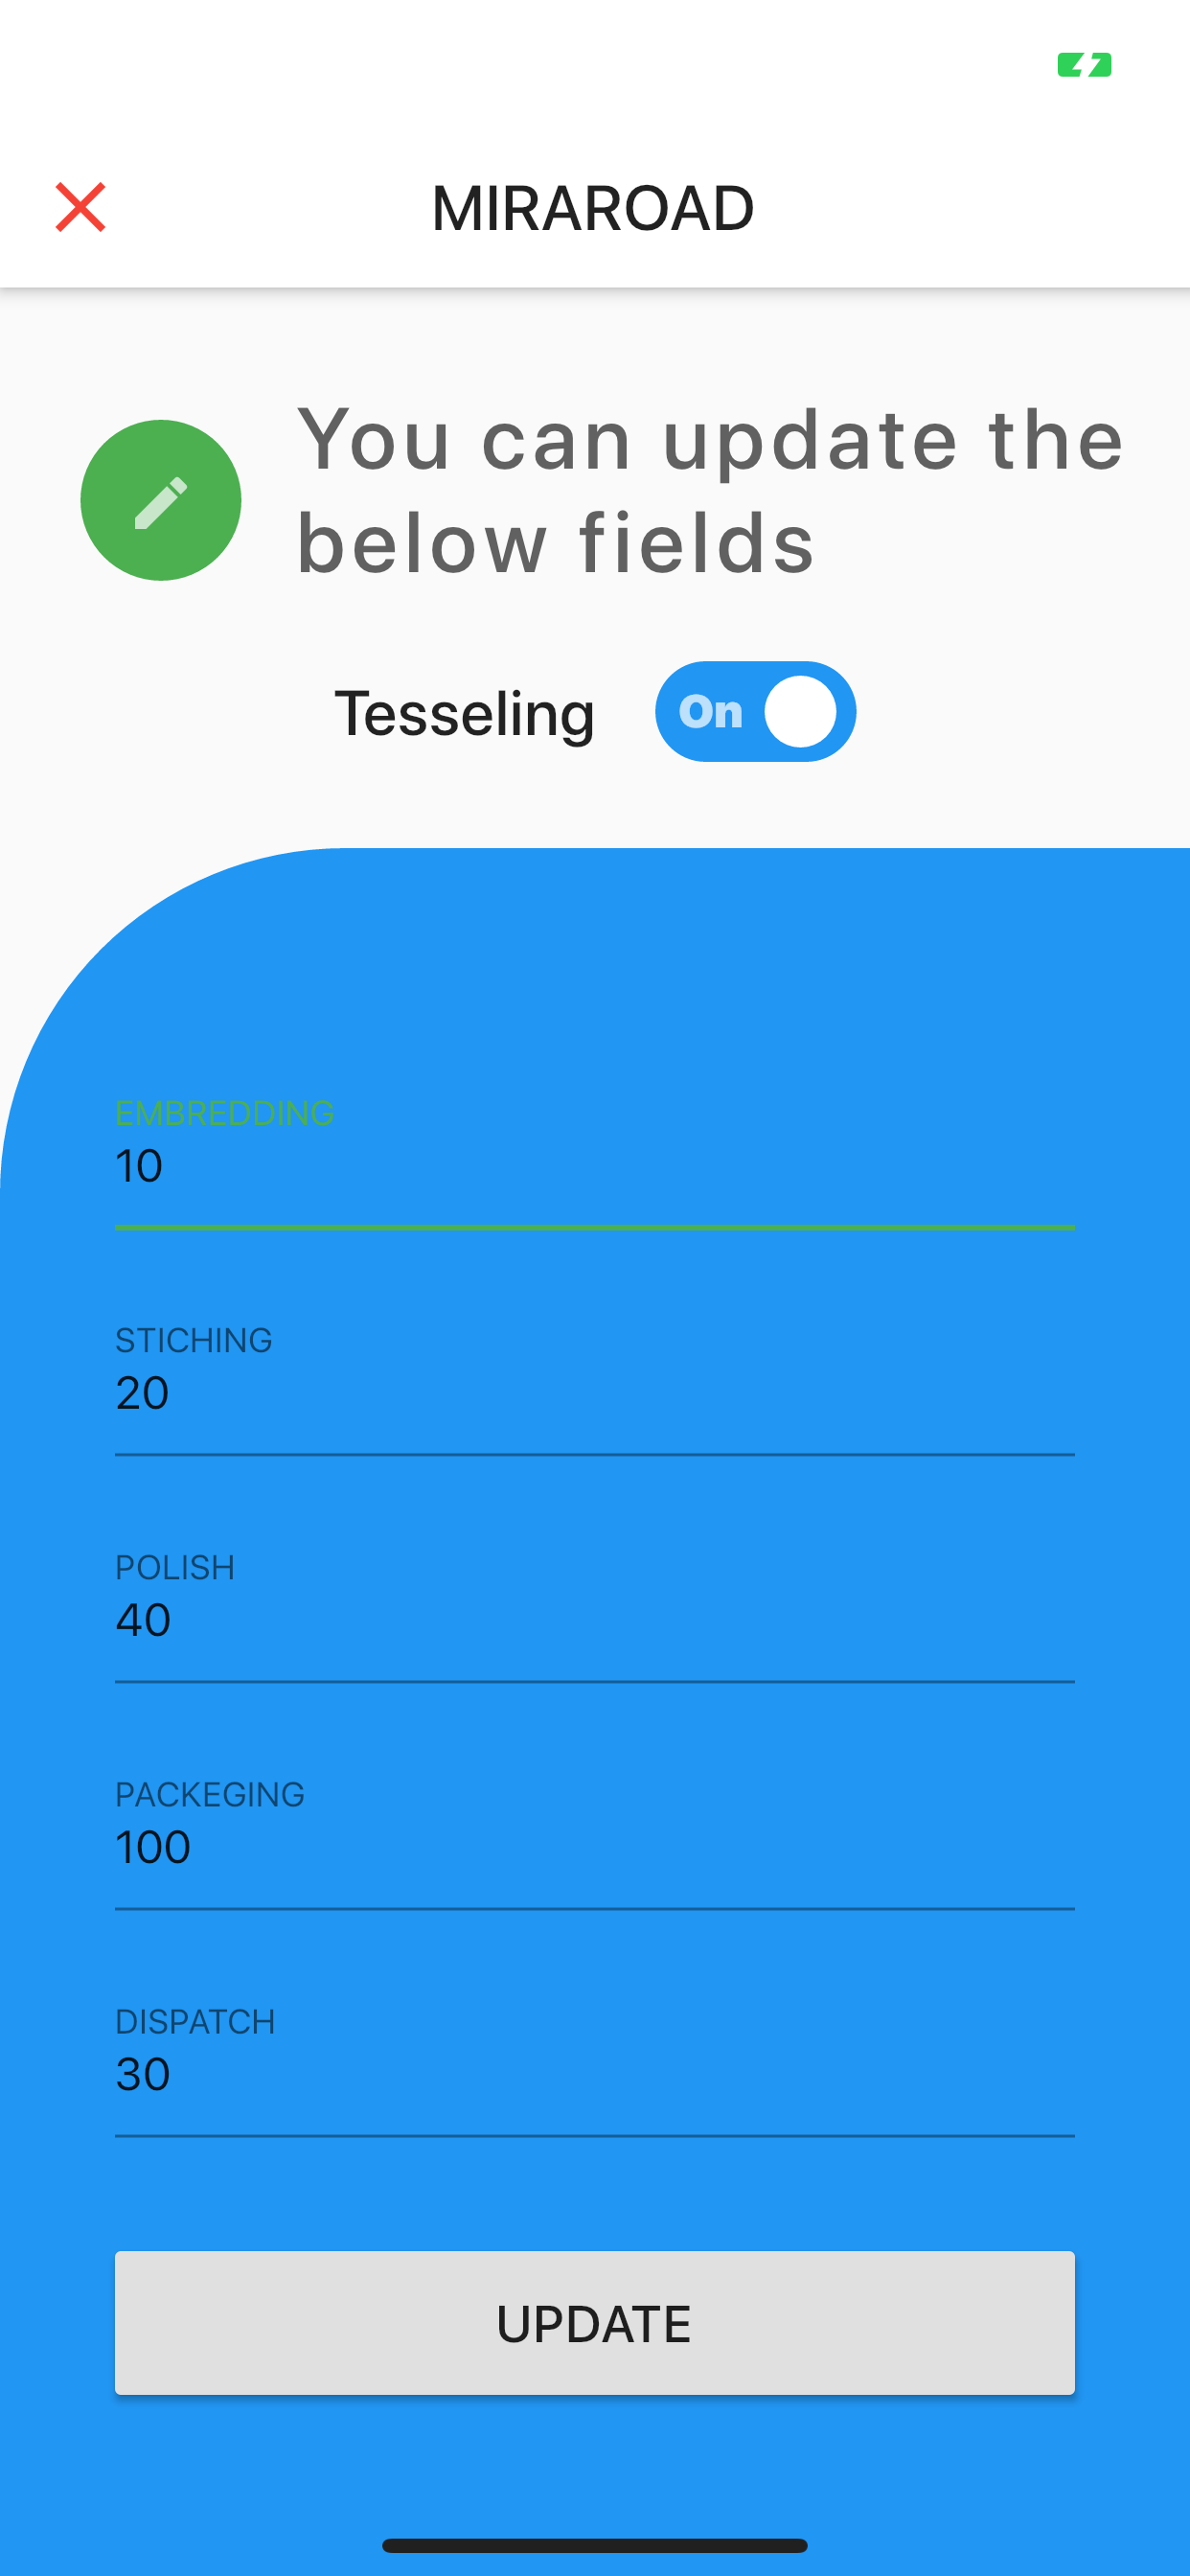 MIRAROAD
You can update the
below fields
Tesseling On
EMBREDDING
10
STICHING
20
POLISH
40
PACKEGING
100
DISPATCH
30
UPDATE